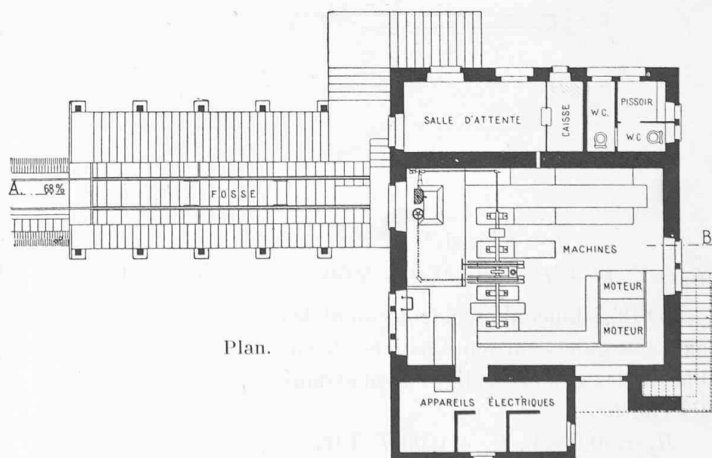 SALLE D'ATTENTE
CAISSE
W.C.
PISSOIR
W.C
A. 68%
FOSSE
MACHINES
B
MOTEUR
MOTEUR
Plan.
APPAREILS ÉLECTRIQUES